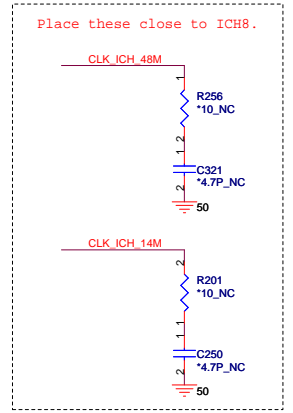 Place these close to ICH8.
CLK_ICH_48M
1
R256
*10_NC
2
1
C321
*4.7P_NC
2
50
CLK_ICH_14M
2
R201
*10_NC
1
1
C250
*4.7P_NC
2
50